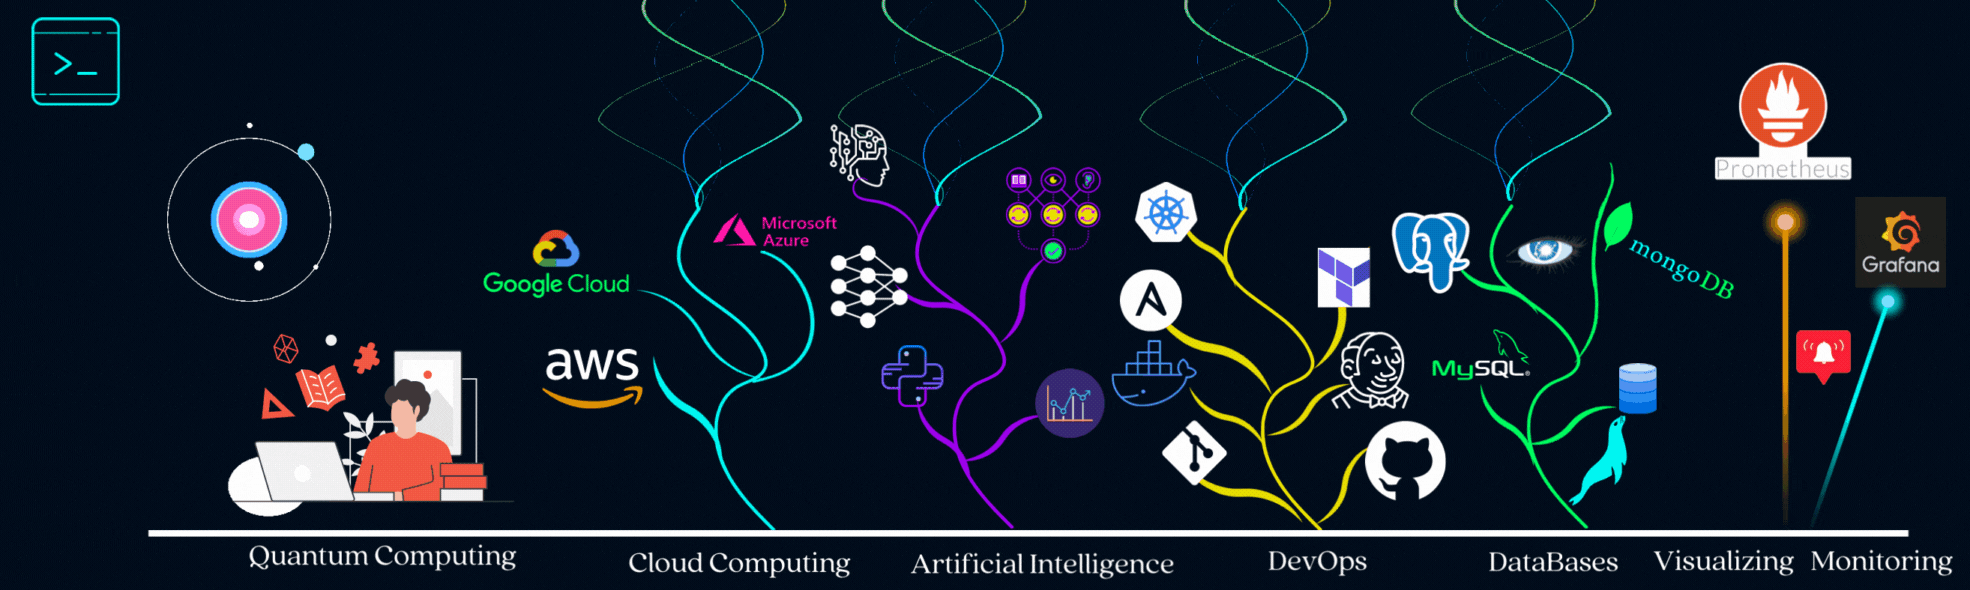 >_
Google Cloud
aws
Microsoft
Azure
MySQL®
mongoDB
Prometheus
Grafana
Quantum Computing
Cloud Computing
Artificial Intelligence
DevOps
DataBases
Visualizing
Monitoring